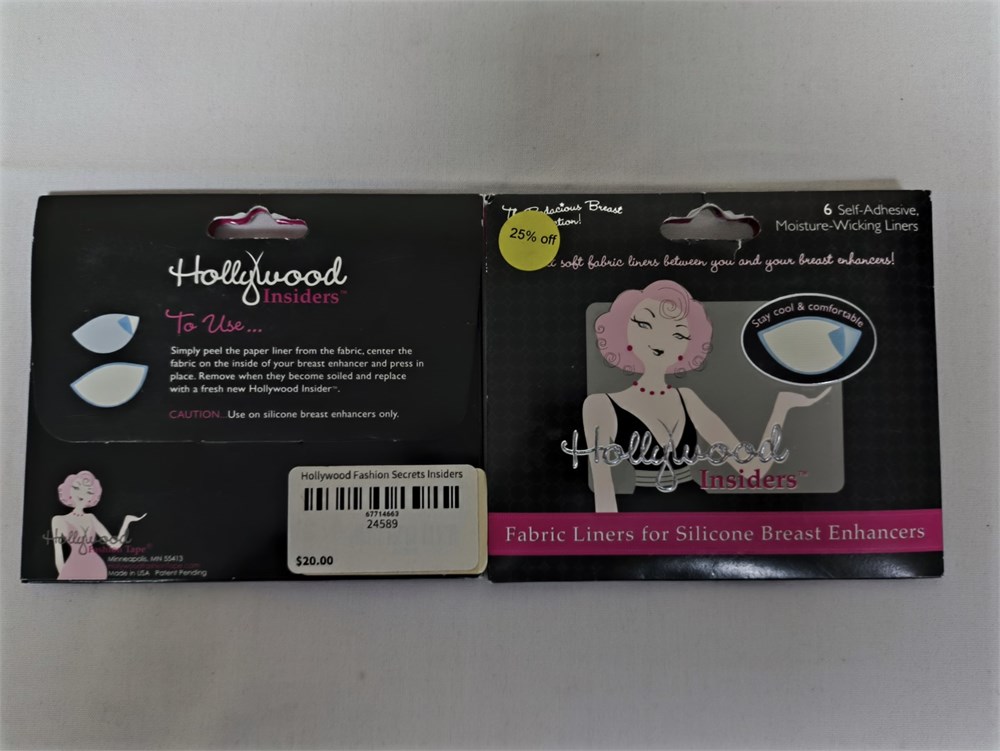 Hollywood
Insiders™
To Use...
Simply peel the paper liner from the fabric, center the
fabric on the inside of your breast enhancer and press in
place. Remove when they become soiled and replace
with a fresh new Hollywood Insider™.
CAUTION...Use on silicone breast enhancers only.
Hollywood
Fashion Tape®
Minneapolis, MN 55413
Made in USA Patent Pending
Hollywood Fashion Secrets Insiders
67714663
24589
$20.00
Breast
25% off
6 Self-Adhesive,
Moisture-Wicking Liners
soft fabric liners between you and your breast enhancers!
Stay cool & comfortable
Hollywood
Insiders™
Fabric Liners for Silicone Breast Enhancers